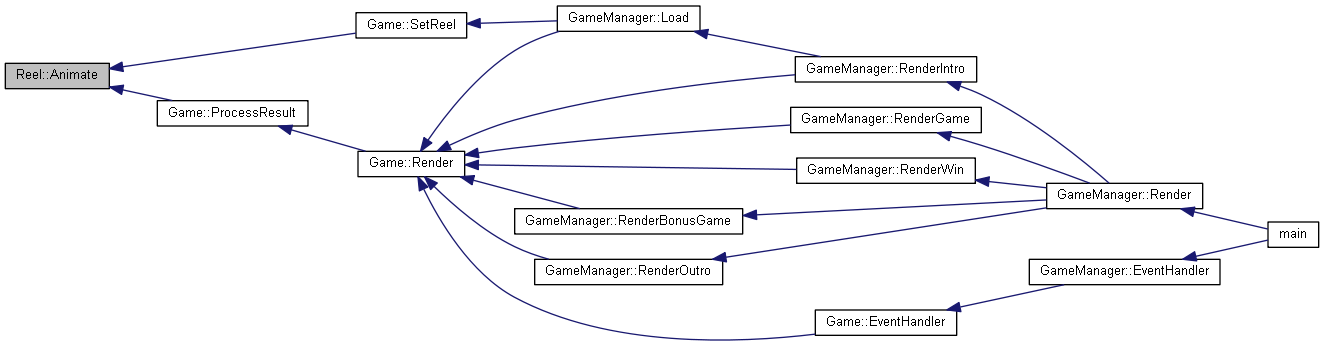 Reel::Animate
Game::SetReel
Game::ProcessResult
GameManager::Load
Game::Render
GameManager::RenderIntro
GameManager::RenderGame
GameManager::RenderWin
GameManager::RenderBonusGame
GameManager::RenderOutro
Game::EventHandler
GameManager::Render
GameManager::EventHandler
main